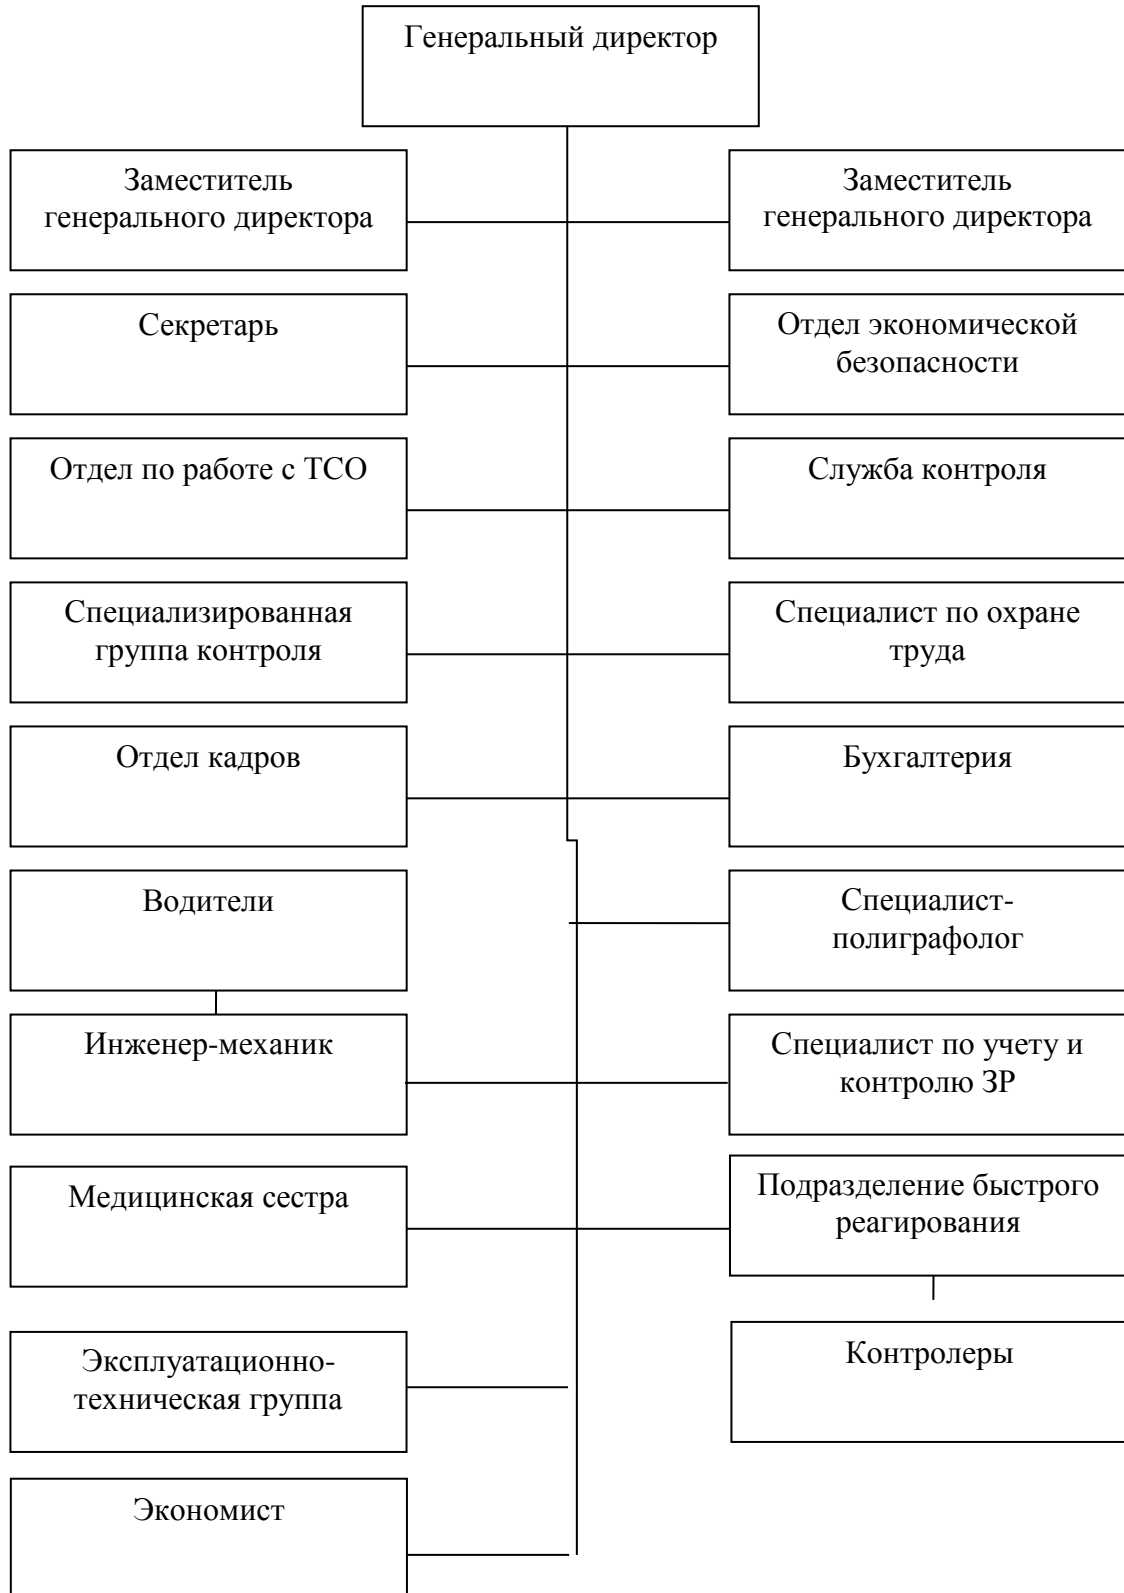 Генеральный директор
Заместитель
генерального директора
Заместитель
генерального директора
Секретарь
Отдел экономической
безопасности
Отдел по работе с ТСО
Служба контроля
Специализированная
группа контроля
Специалист по охране
труда
Отдел кадров
Бухгалтерия
Водители
Специалист-
полиграфолог
Инженер-механик
Специалист по учету и
контролю ЗР
Медицинская сестра
Подразделение быстрого
реагирования
Эксплуатационно-
техническая группа
Контролеры
Экономист